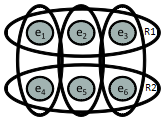 e₁ e₂ e₃ R1
e₄ e₅ e₆ R2